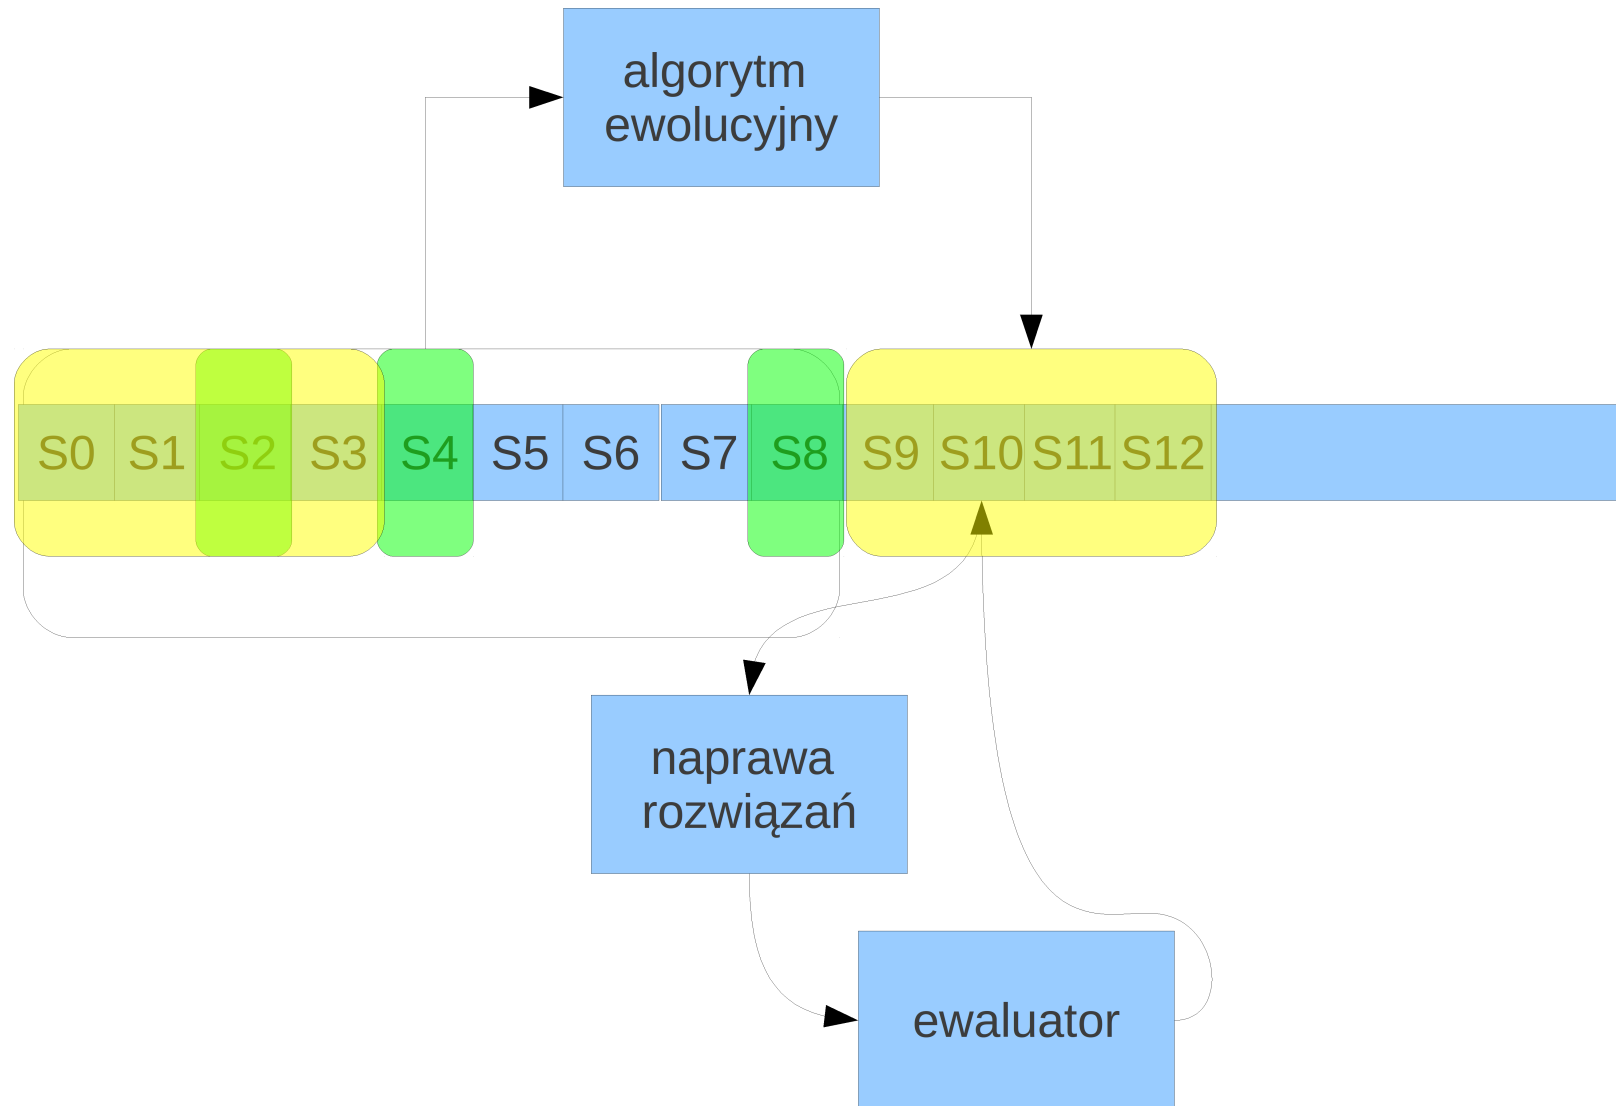 algorytm
ewolucyjny
S0 S1 S2 S3 S4 S5 S6 S7 S8 S9 S10 S11 S12
naprawa
rozwiązań
ewaluator